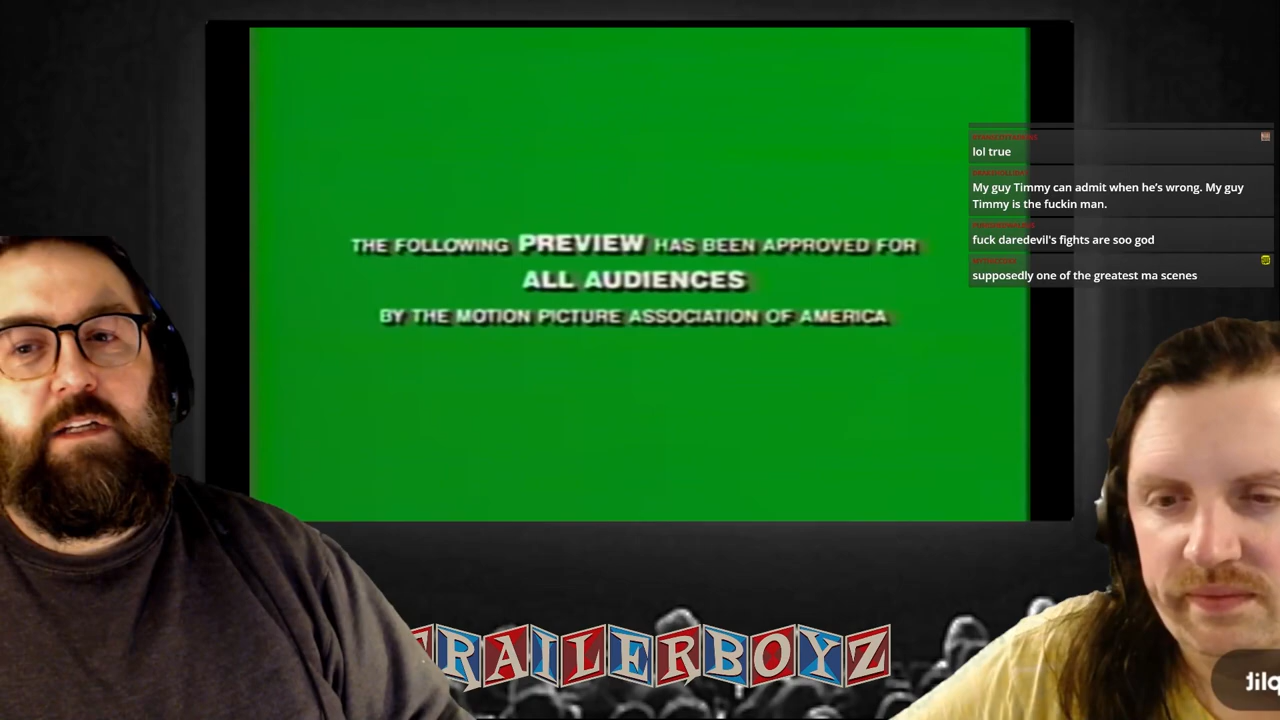 THE FOLLOWING PREVIEW HAS BEEN APPROVED FOR
ALL AUDIENCES
BY THE MOTION PICTURE ASSOCIATION OF AMERICA
lol true
My guy Timmy can admit when he's wrong. My guy
Timmy is the fuckin man.
fuck daredevil's fights are soo god
supposedly one of the greatest ma scenes
TRAILERBOYZ